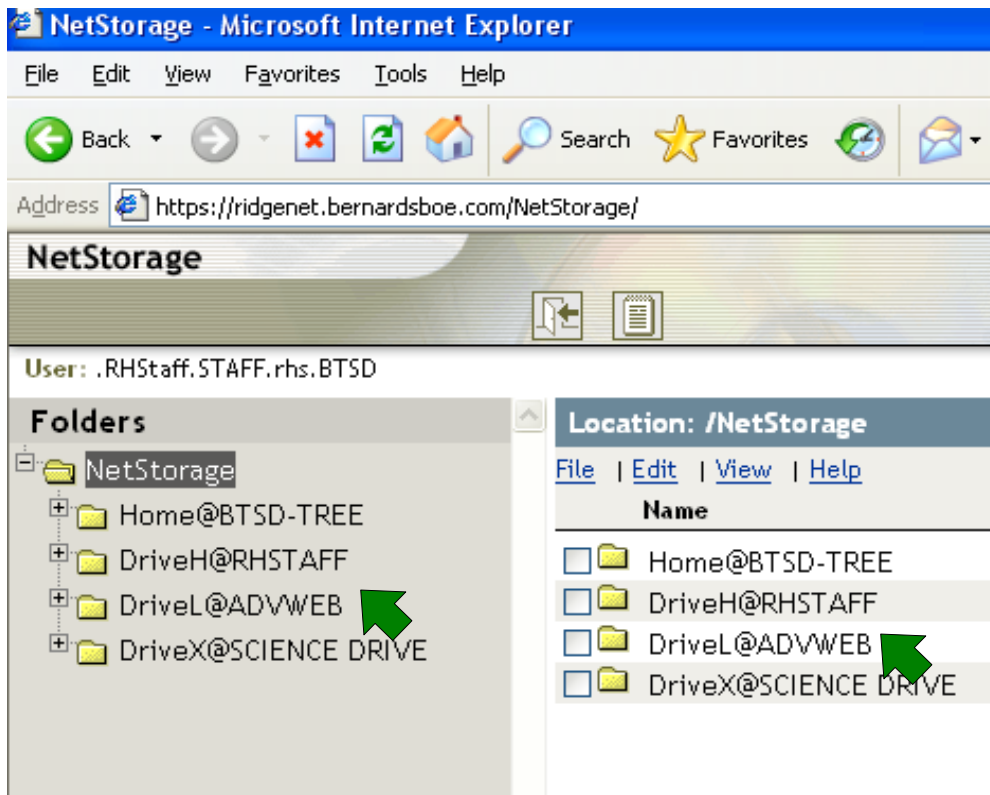 NetStorage - Microsoft Internet Explorer
File Edit View Favorites Tools Help
Back Search Favorites
Address https://ridgenet.bernardsboe.com/NetStorage/
NetStorage
User: .RHStaff.STAFF.rhs.BTSD
Folders
NetStorage
Home@BTSD-TREE
DriveH@RHSTAFF
DriveL@ADVWEB
DriveX@SCIENCE DRIVE
Location: /NetStorage
File | Edit | View | Help
Name
Home@BTSD-TREE
DriveH@RHSTAFF
DriveL@ADVWEB
DriveX@SCIENCE DRIVE